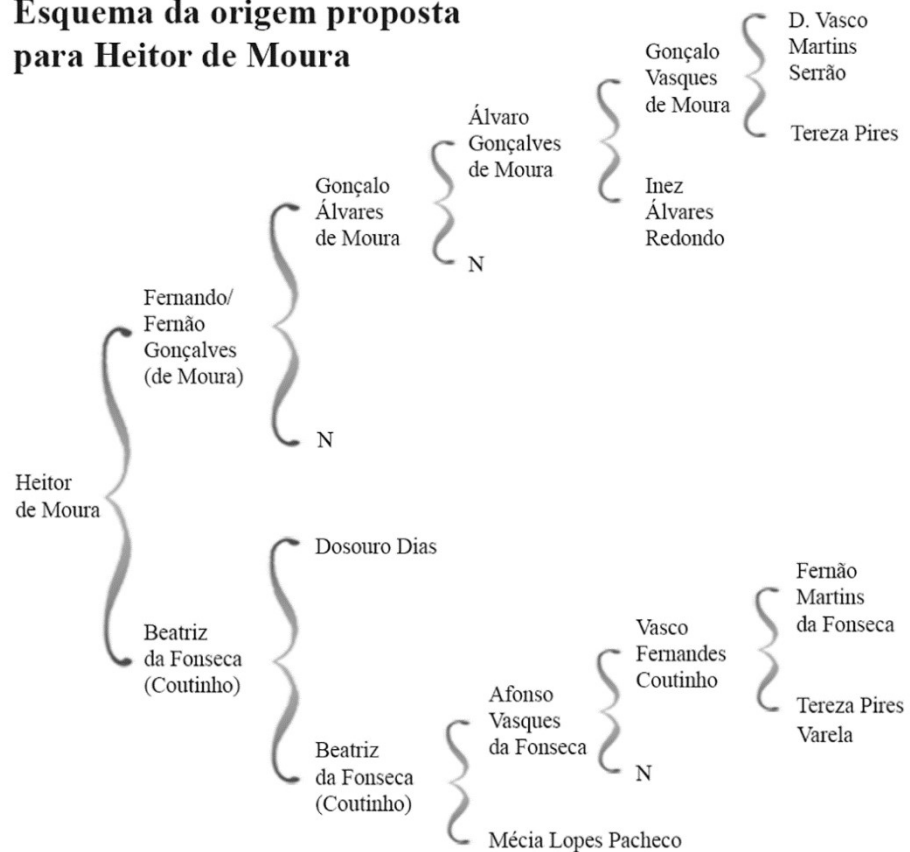 Esquema da origem proposta
para Heitor de Moura
D. Vasco
Martins
Serrão
Gonçalo
Vasques
de Moura
Tereza Pires
Álvaro
Gonçalves
de Moura
Inez
Álvares
Redondo
Gonçalo
Álvares
de Moura
N
Fernando/
Fernão
Gonçalves
(de Moura)
N
Heitor
de Moura
Dosouro Dias
Beatriz
da Fonseca
(Coutinho)
Fernão
Martins
da Fonseca
Vasco
Fernandes
Coutinho
Tereza Pires
Varela
Afonso
Vasques
da Fonseca
N
Beatriz
da Fonseca
(Coutinho)
Mécia Lopes Pacheco